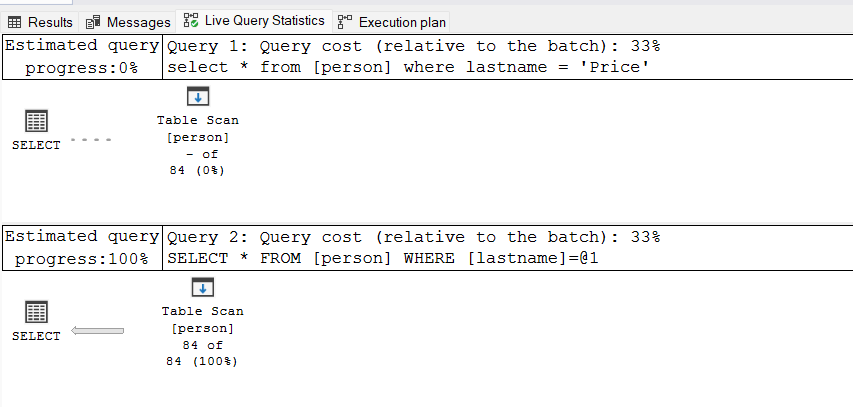 Results Messages Live Query Statistics Execution plan
Estimated query progress:0%
Query 1: Query cost (relative to the batch): 33%
select * from [person] where lastname = 'Price'
SELECT
Table Scan
[person]
- of
84 (0%)
Estimated query progress:100%
Query 2: Query cost (relative to the batch): 33%
SELECT * FROM [person] WHERE [lastname]=@1
SELECT
Table Scan
[person]
84 of
84 (100%)